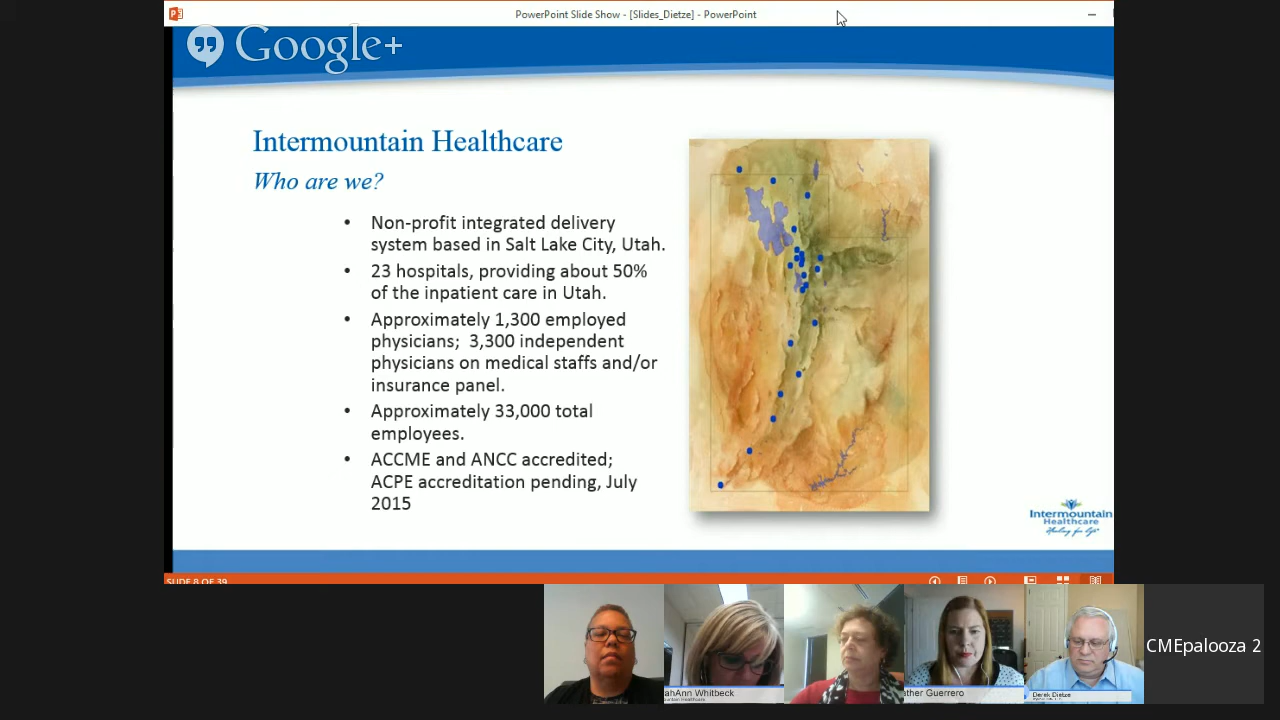 PowerPoint Slide Show - [Slides_Dietze] - PowerPoint
Google+
Intermountain Healthcare
Who are we?
• Non-profit integrated delivery
system based in Salt Lake City, Utah.
• 23 hospitals, providing about 50%
of the inpatient care in Utah.
• Approximately 1,300 employed
physicians; 3,300 independent
physicians on medical staffs and/or
insurance panel.
• Approximately 33,000 total
employees.
• ACCME and ANCC accredited;
ACPE accreditation pending, July
2015
Intermountain
Healthcare
Healing for life
SLIDE 8 OF 39
ahAnn Whitbeck
ther Guerrero
Derek Dietze
CMEpalooza 2